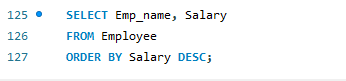 125 SELECT Emp_name, Salary
126 FROM Employee
127 ORDER BY Salary DESC;